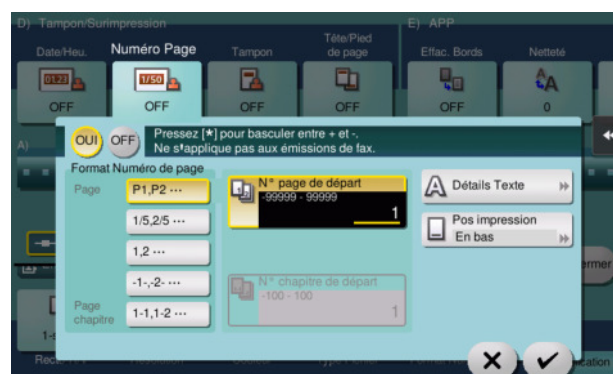 D) Tampon/Surimpression
E) APP
Date/Heu.
Numéro Page
Tampon
Tête/Pied
de page
Effac. Bords
Netteté
01.23
1/50
OFF
OFF
OFF
OFF
OFF
0
A)
OUI
OFF
Pressez [*] pour basculer entre + et -.
Ne s'applique pas aux émissions de fax.
Format Numéro de page
Page
P1,P2 ···
1/5,2/5 ···
1,2 ···
-1-,-2- ···
Page
chapitre
1-1,1-2 ···
N° page de départ
-99999 - 99999
1
N° chapitre de départ
-100 - 100
1
Détails Texte
Pos impression
En bas